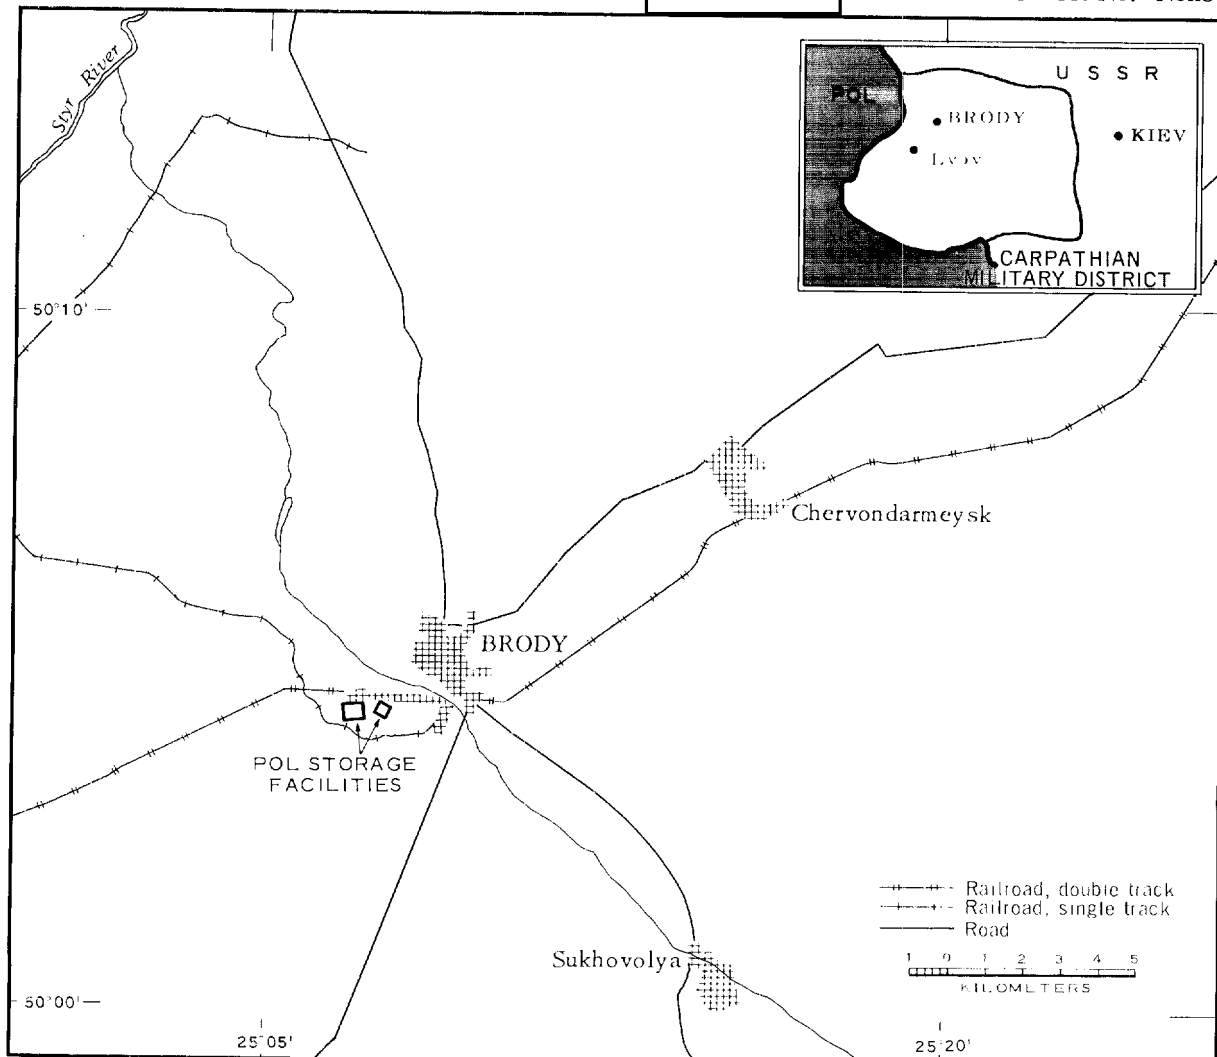 Styr River
U S S R
POL
BRODY
KIEV
Lvov
CARPATHIAN
MILITARY DISTRICT
50°10'
Chervondarmeysk
BRODY
POL STORAGE
FACILITIES
Railroad, double track
Railroad, single track
Road
Sukhovolya
1 0 1 2 3 4 5
KILOMETERS
50°00'
25°05'
25°20'